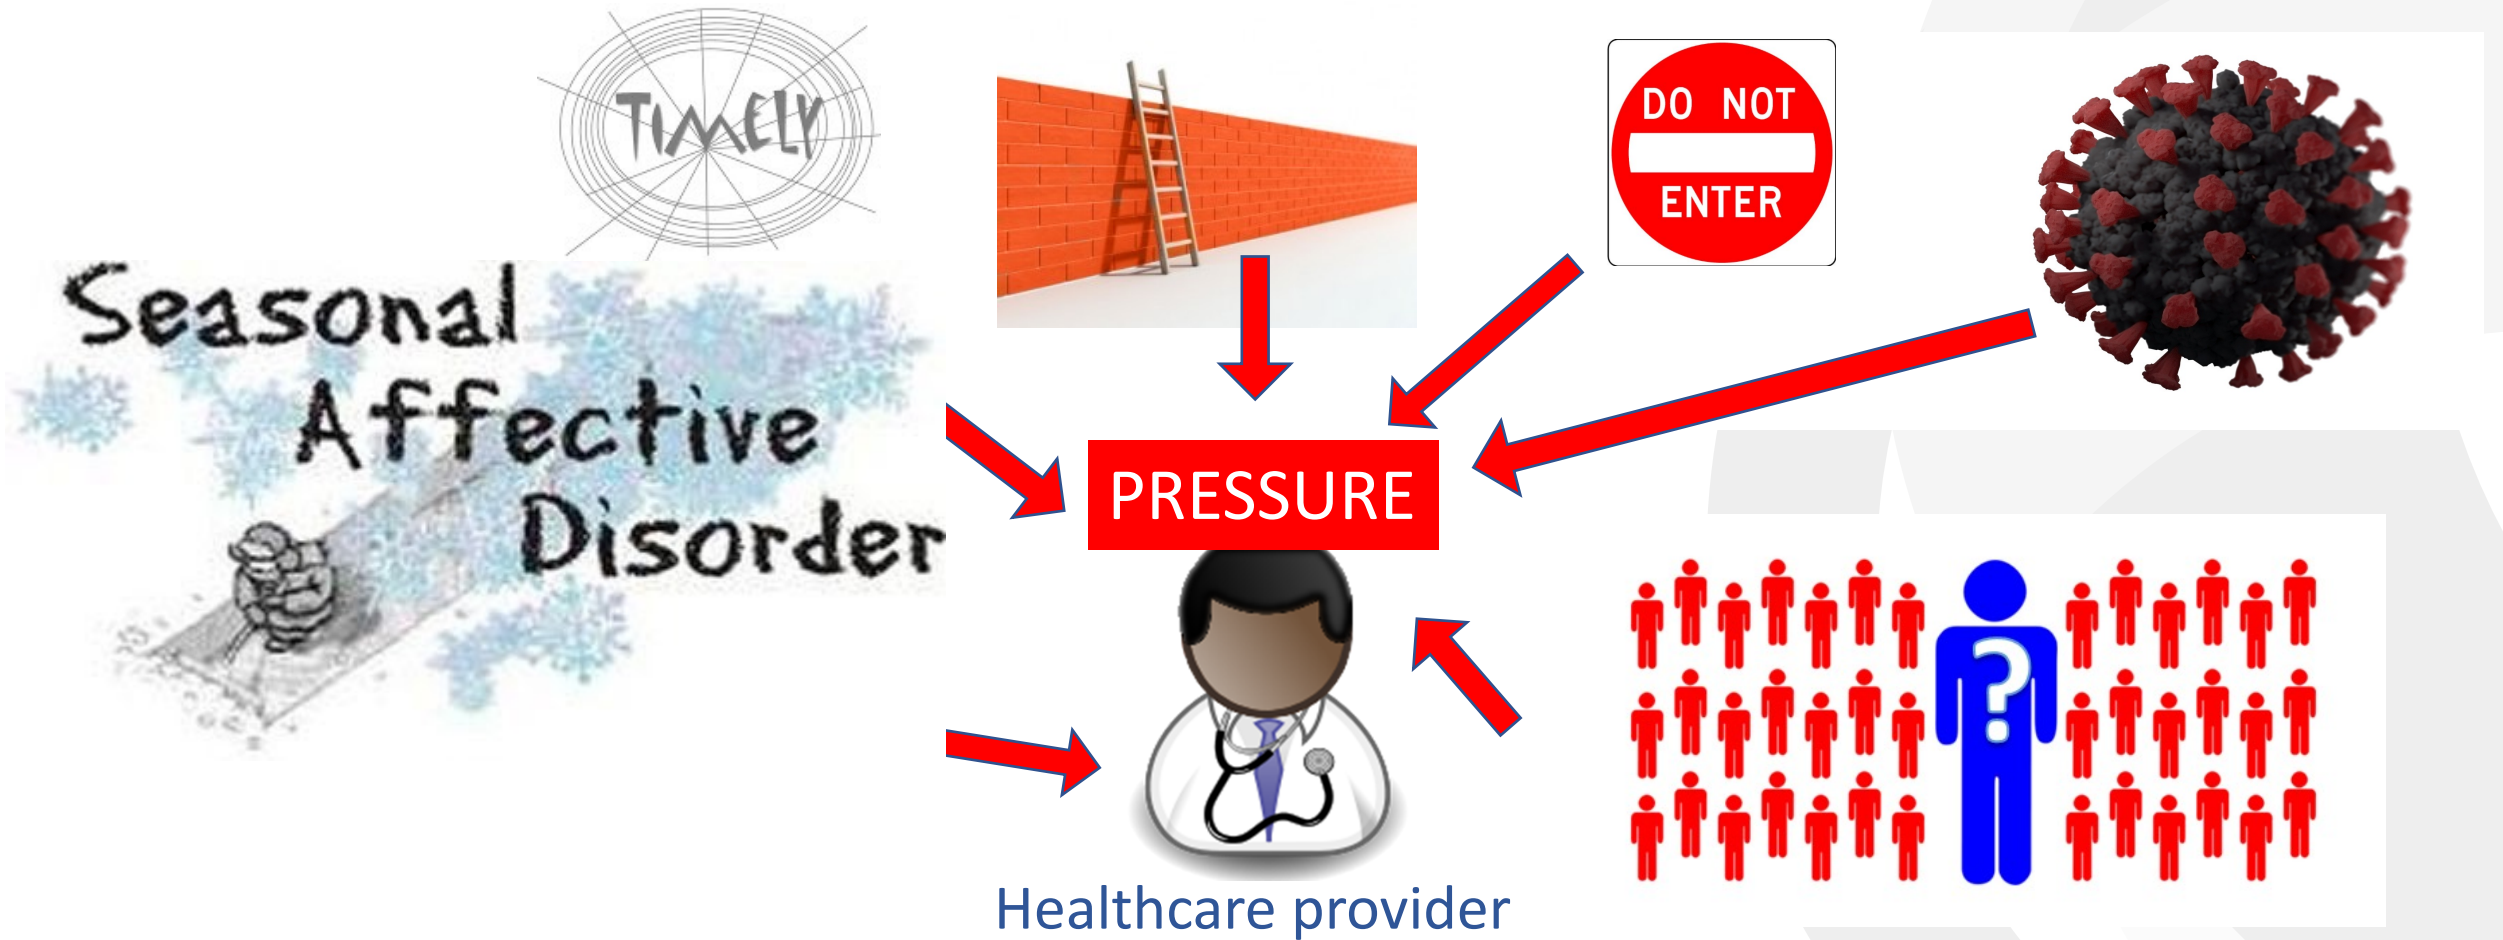 TIMELY
Seasonal
Affective
Disorder
DO NOT
ENTER
PRESSURE
?
Healthcare provider